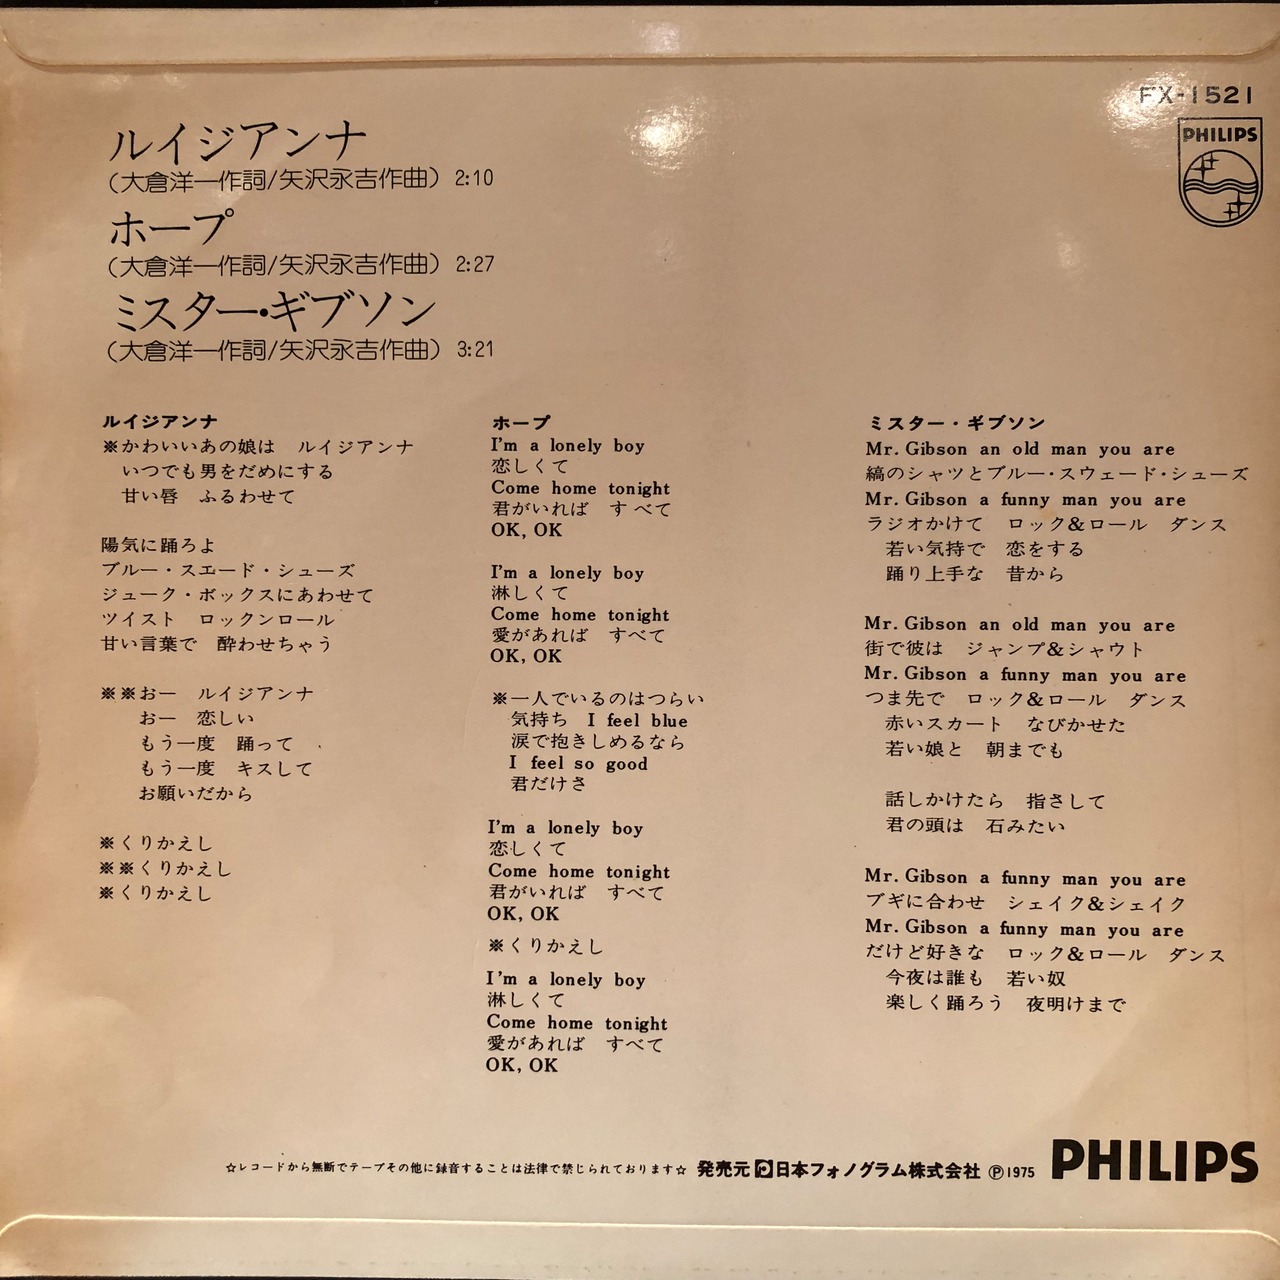 FX-1521
PHILIPS
ルイジアンナ
(大倉洋一作詞/矢沢永吉作曲) 2:10
ホープ
(大倉洋一作詞/矢沢永吉作曲) 2:27
ミスター・ギブソン
(大倉洋一作詞/矢沢永吉作曲) 3:21
ルイジアンナ
※かわいいあの娘は ルイジアンナ
いつでも男をだめにする
甘い唇 ふるわせて
陽気に踊ろよ
ブルー・スエード・シューズ
ジューク・ボックスにあわせて
ツイスト ロックンロール
甘い言葉で 酔わせちゃう
※※おー ルイジアンナ
おー 恋しい
もう一度 踊って
もう一度 キスして
お願いだから
※くりかえし
※※くりかえし
※くりかえし
ホープ
I'm a lonely boy
恋しくて
Come home tonight
君がいれば すべて
OK, OK
I'm a lonely boy
淋しくて
Come home tonight
愛があれば すべて
OK, OK
※一人でいるのはつらい
気持ち I feel blue
涙で抱きしめるなら
I feel so good
君だけさ
I'm a lonely boy
恋しくて
Come home tonight
君がいれば すべて
OK, OK
※くりかえし
I'm a lonely boy
淋しくて
Come home tonight
愛があれば すべて
OK, OK
ミスター・ギブソン
Mr. Gibson an old man you are
縞のシャツとブルー・スウェード・シューズ
Mr. Gibson a funny man you are
ラジオかけて ロック&ロール ダンス
若い気持で 恋をする
踊り上手な 昔から
Mr. Gibson an old man you are
街で彼は ジャンプ&シャウト
Mr. Gibson a funny man you are
つま先で ロック&ロール ダンス
赤いスカート なびかせた
若い娘と 朝までも
話しかけたら 指さして
君の頭は 石みたい
Mr. Gibson a funny man you are
ブギに合わせ シェイク&シェイク
Mr. Gibson a funny man you are
だけど好きな ロック&ロール ダンス
今夜は誰も 若い奴
楽しく踊ろう 夜明けまで
☆レコードから無断でテープその他に録音することは法律で禁じられております☆ 発売元 日本フォノグラム株式会社 ℗1975 PHILIPS